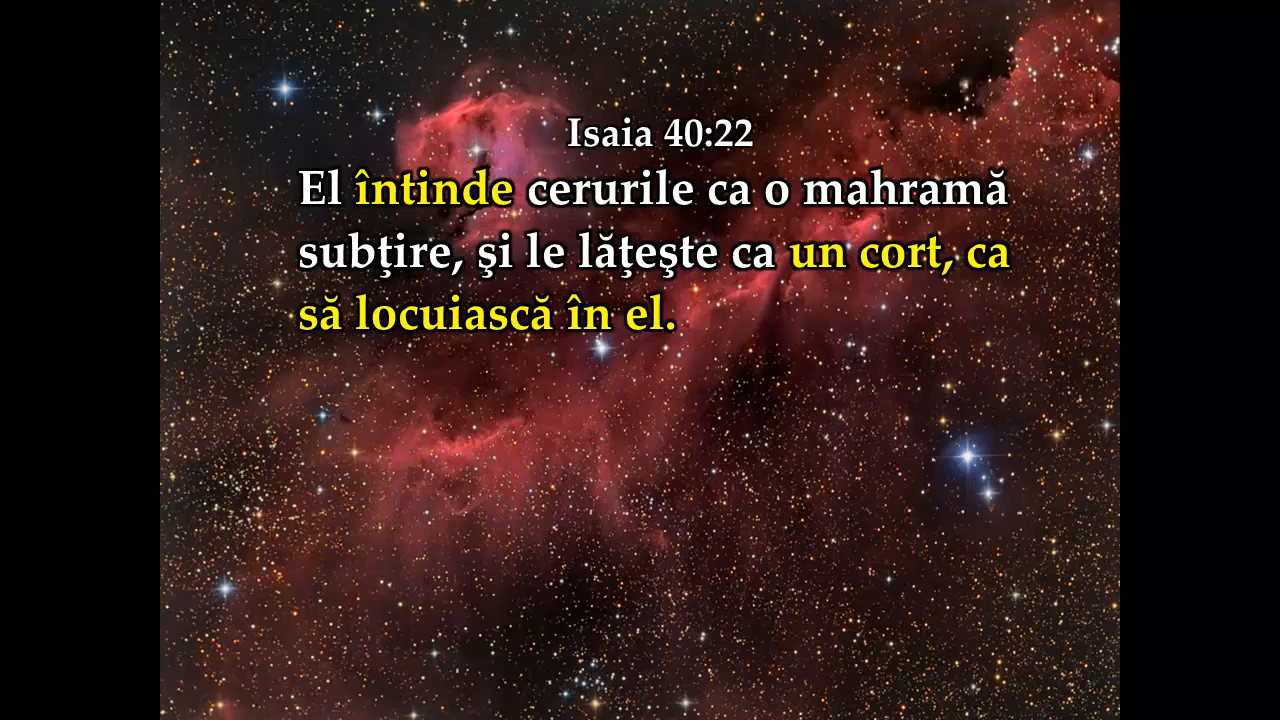 Isaia 40:22
El întinde cerurile ca o mahramă
subţire, şi le lăţeşte ca un cort, ca
să locuiască în el.